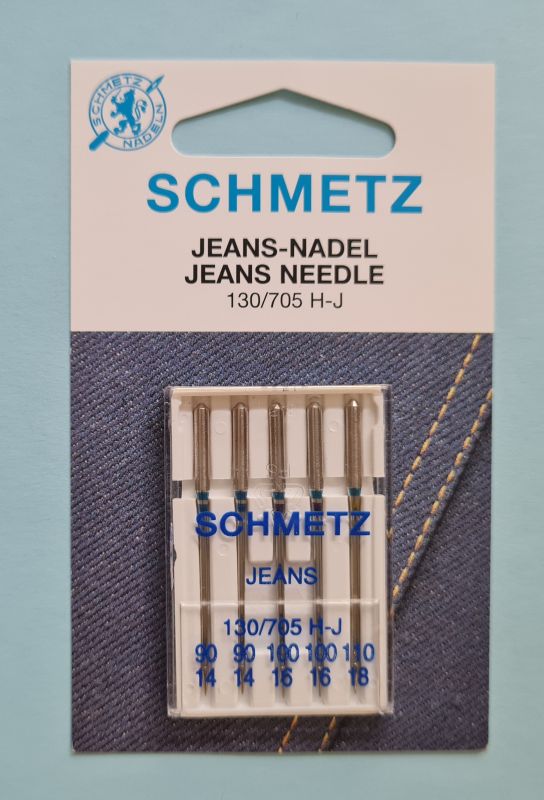 SCHMETZ
NADELN
SCHMETZ
JEANS-NADEL
JEANS NEEDLE
130/705 H-J
SCHMETZ
JEANS
130/705 H-J
90 90 100 100 110
14 14 16 16 18